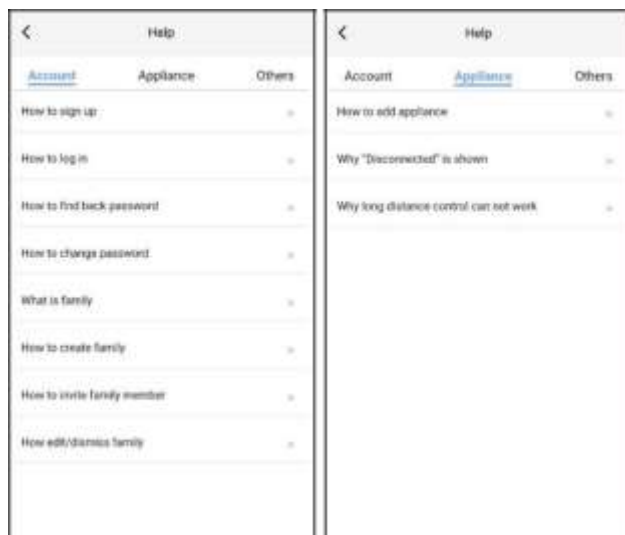 Help
Account Appliance Others
How to sign up
How to log in
How to find back password
How to change password
What is family
How to create family
How to invite family member
How edit/dismiss family
Help
Account Appliance Others
How to add appliance
Why "Disconnected" is shown
Why long distance control can not work